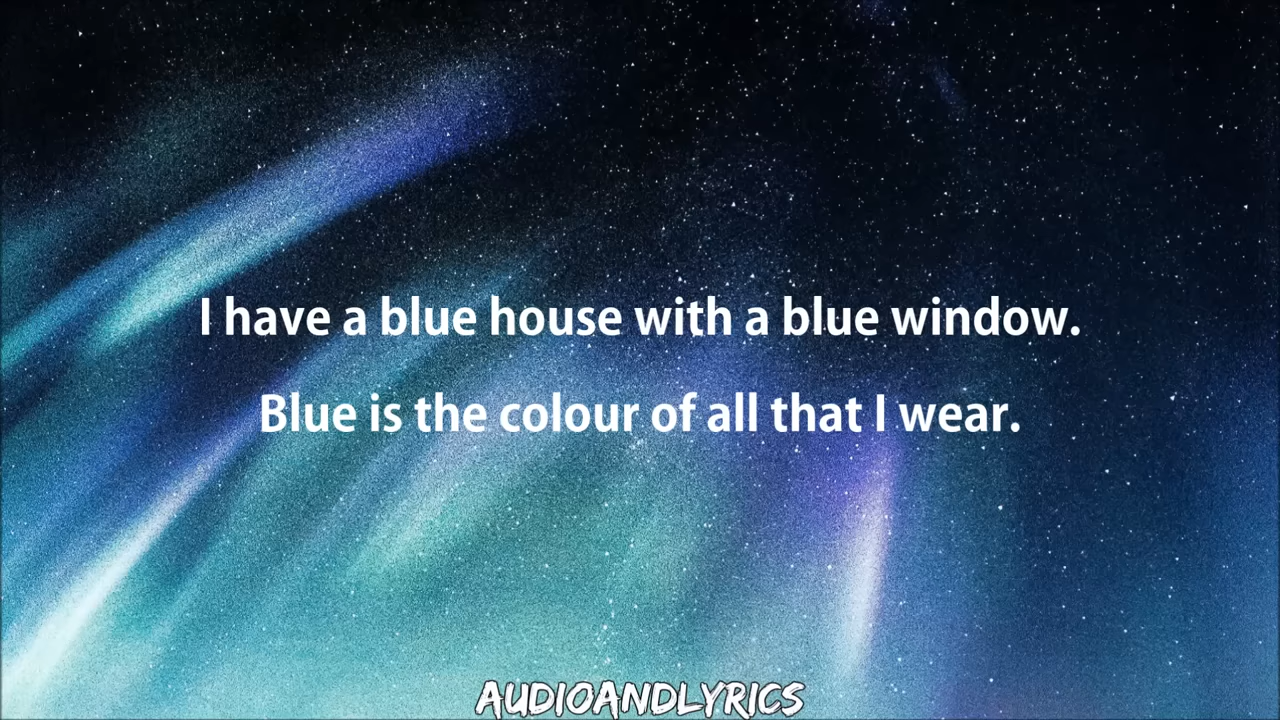 I have a blue house with a blue window.
Blue is the colour of all that I wear.
AUDIOANDLYRICS